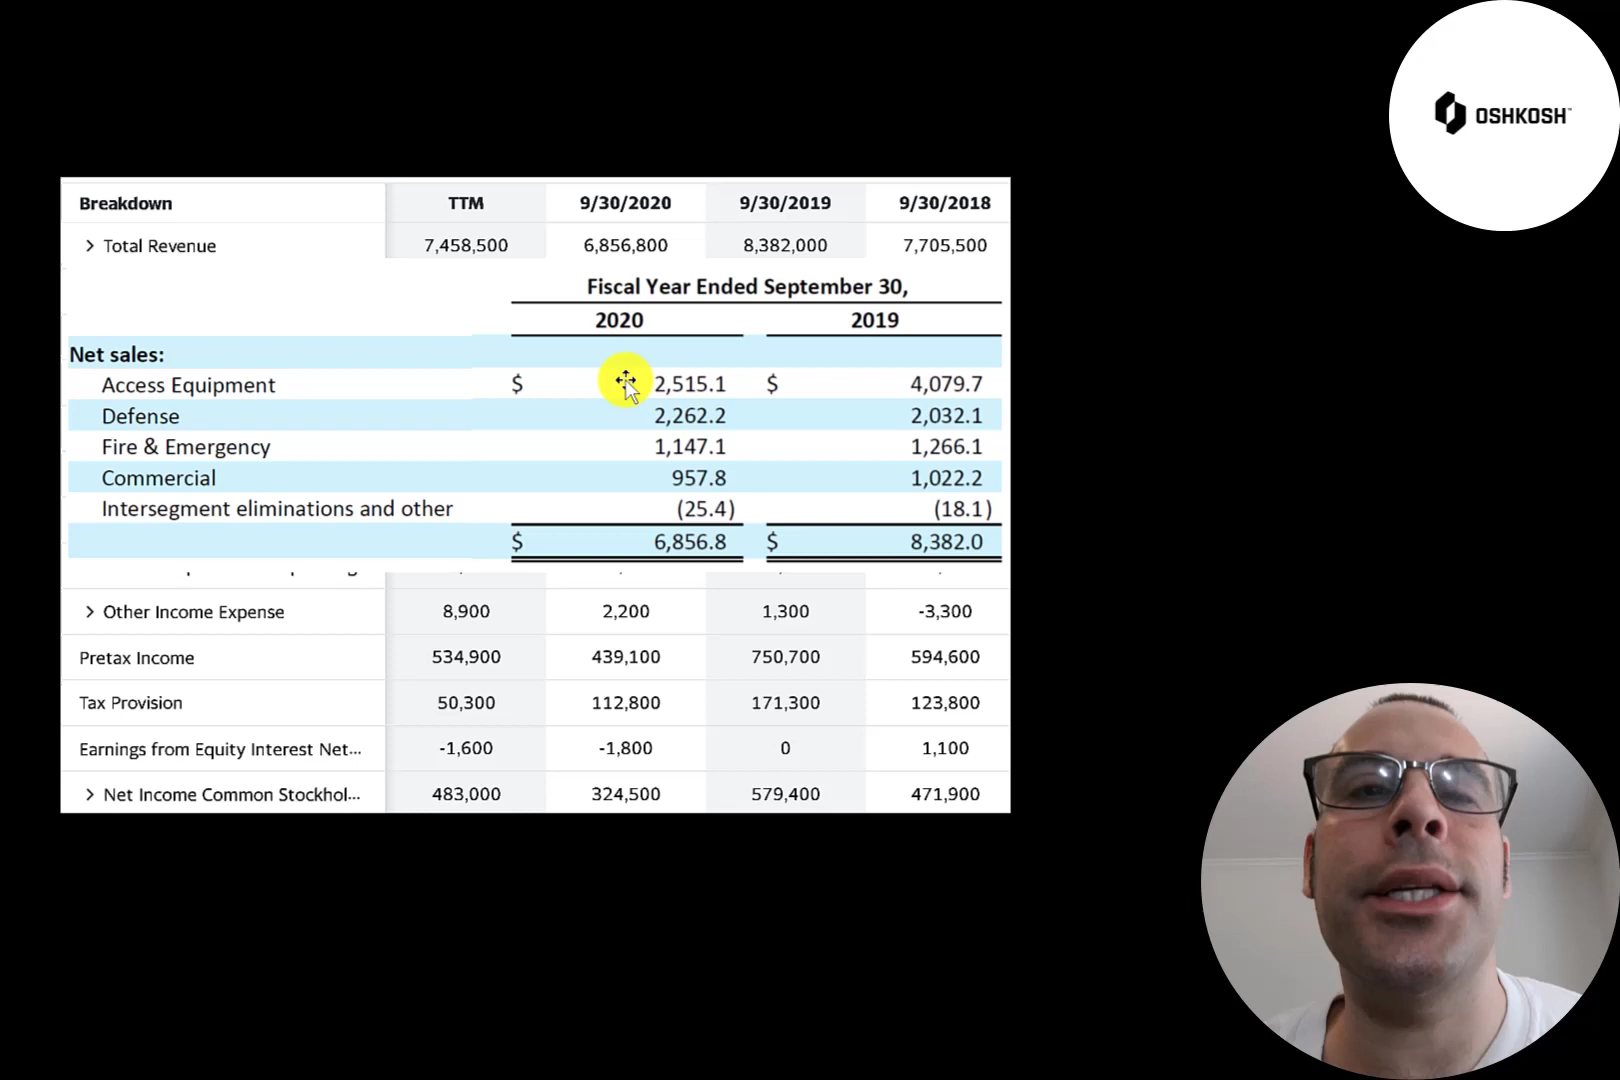 OSHKOSH™
Breakdown TTM 9/30/2020 9/30/2019 9/30/2018
Total Revenue 7,458,500 6,856,800 8,382,000 7,705,500
Fiscal Year Ended September 30,
2020 2019
Net sales:
Access Equipment $ 2,515.1 $ 4,079.7
Defense 2,262.2 2,032.1
Fire & Emergency 1,147.1 1,266.1
Commercial 957.8 1,022.2
Intersegment eliminations and other (25.4) (18.1)
$ 6,856.8 $ 8,382.0
Other Income Expense 8,900 2,200 1,300 -3,300
Pretax Income 534,900 439,100 750,700 594,600
Tax Provision 50,300 112,800 171,300 123,800
Earnings from Equity Interest Net... -1,600 -1,800 0 1,100
Net Income Common Stockhol... 483,000 324,500 579,400 471,900